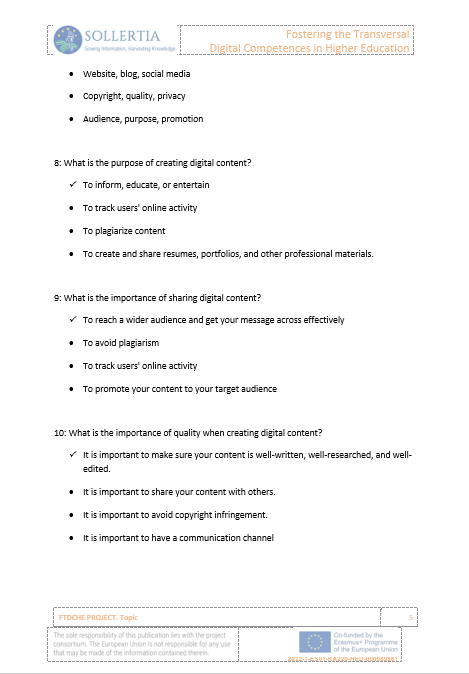 SOLLERTIA
Sowing Information, Harvesting Knowledge
Fostering the Transversal
Digital Competences in Higher Education
• Website, blog, social media
• Copyright, quality, privacy
• Audience, purpose, promotion
8: What is the purpose of creating digital content?
✓ To inform, educate, or entertain
• To track users' online activity
• To plagiarize content
• To create and share resumes, portfolios, and other professional materials.
9: What is the importance of sharing digital content?
✓ To reach a wider audience and get your message across effectively
• To avoid plagiarism
• To track users' online activity
• To promote your content to your target audience
10: What is the importance of quality when creating digital content?
✓ It is important to make sure your content is well-written, well-researched, and well-
edited.
• It is important to share your content with others.
• It is important to avoid copyright infringement.
• It is important to have a communication channel
FTDCHE PROJECT. Topic
5
The sole responsibility of this publication lies with the project
consortium. The European Union is not responsible for any use
that may be made of the information contained therein.
Co-funded by the
Erasmus+ Programme
of the European Union